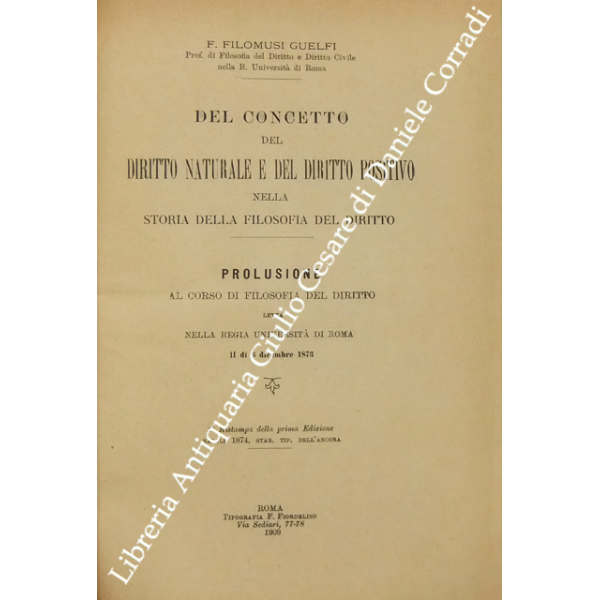 F. FILOMUSI GUELFI
Prof. di Filosofia del Diritto e Diritto Civile
nella R. Università di Roma
DEL CONCETTO
DEL
DIRITTO NATURALE E DEL DIRITTO POSITIVO
NELLA
STORIA DELLA FILOSOFIA DEL DIRITTO
PROLUSIONE
AL CORSO DI FILOSOFIA DEL DIRITTO
LETTA
NELLA REGIA UNIVERSITÀ DI ROMA
il dì dicembre 1873
Ristampa della prima Edizione
1874, STAB. TIP. DELL'ANCORA
ROMA
TIPOGRAFIA F. FIORDELISO
Via Sediari, 77-78
1909
Libreria Antiquaria Giulio Cesare di Daniele Corradi